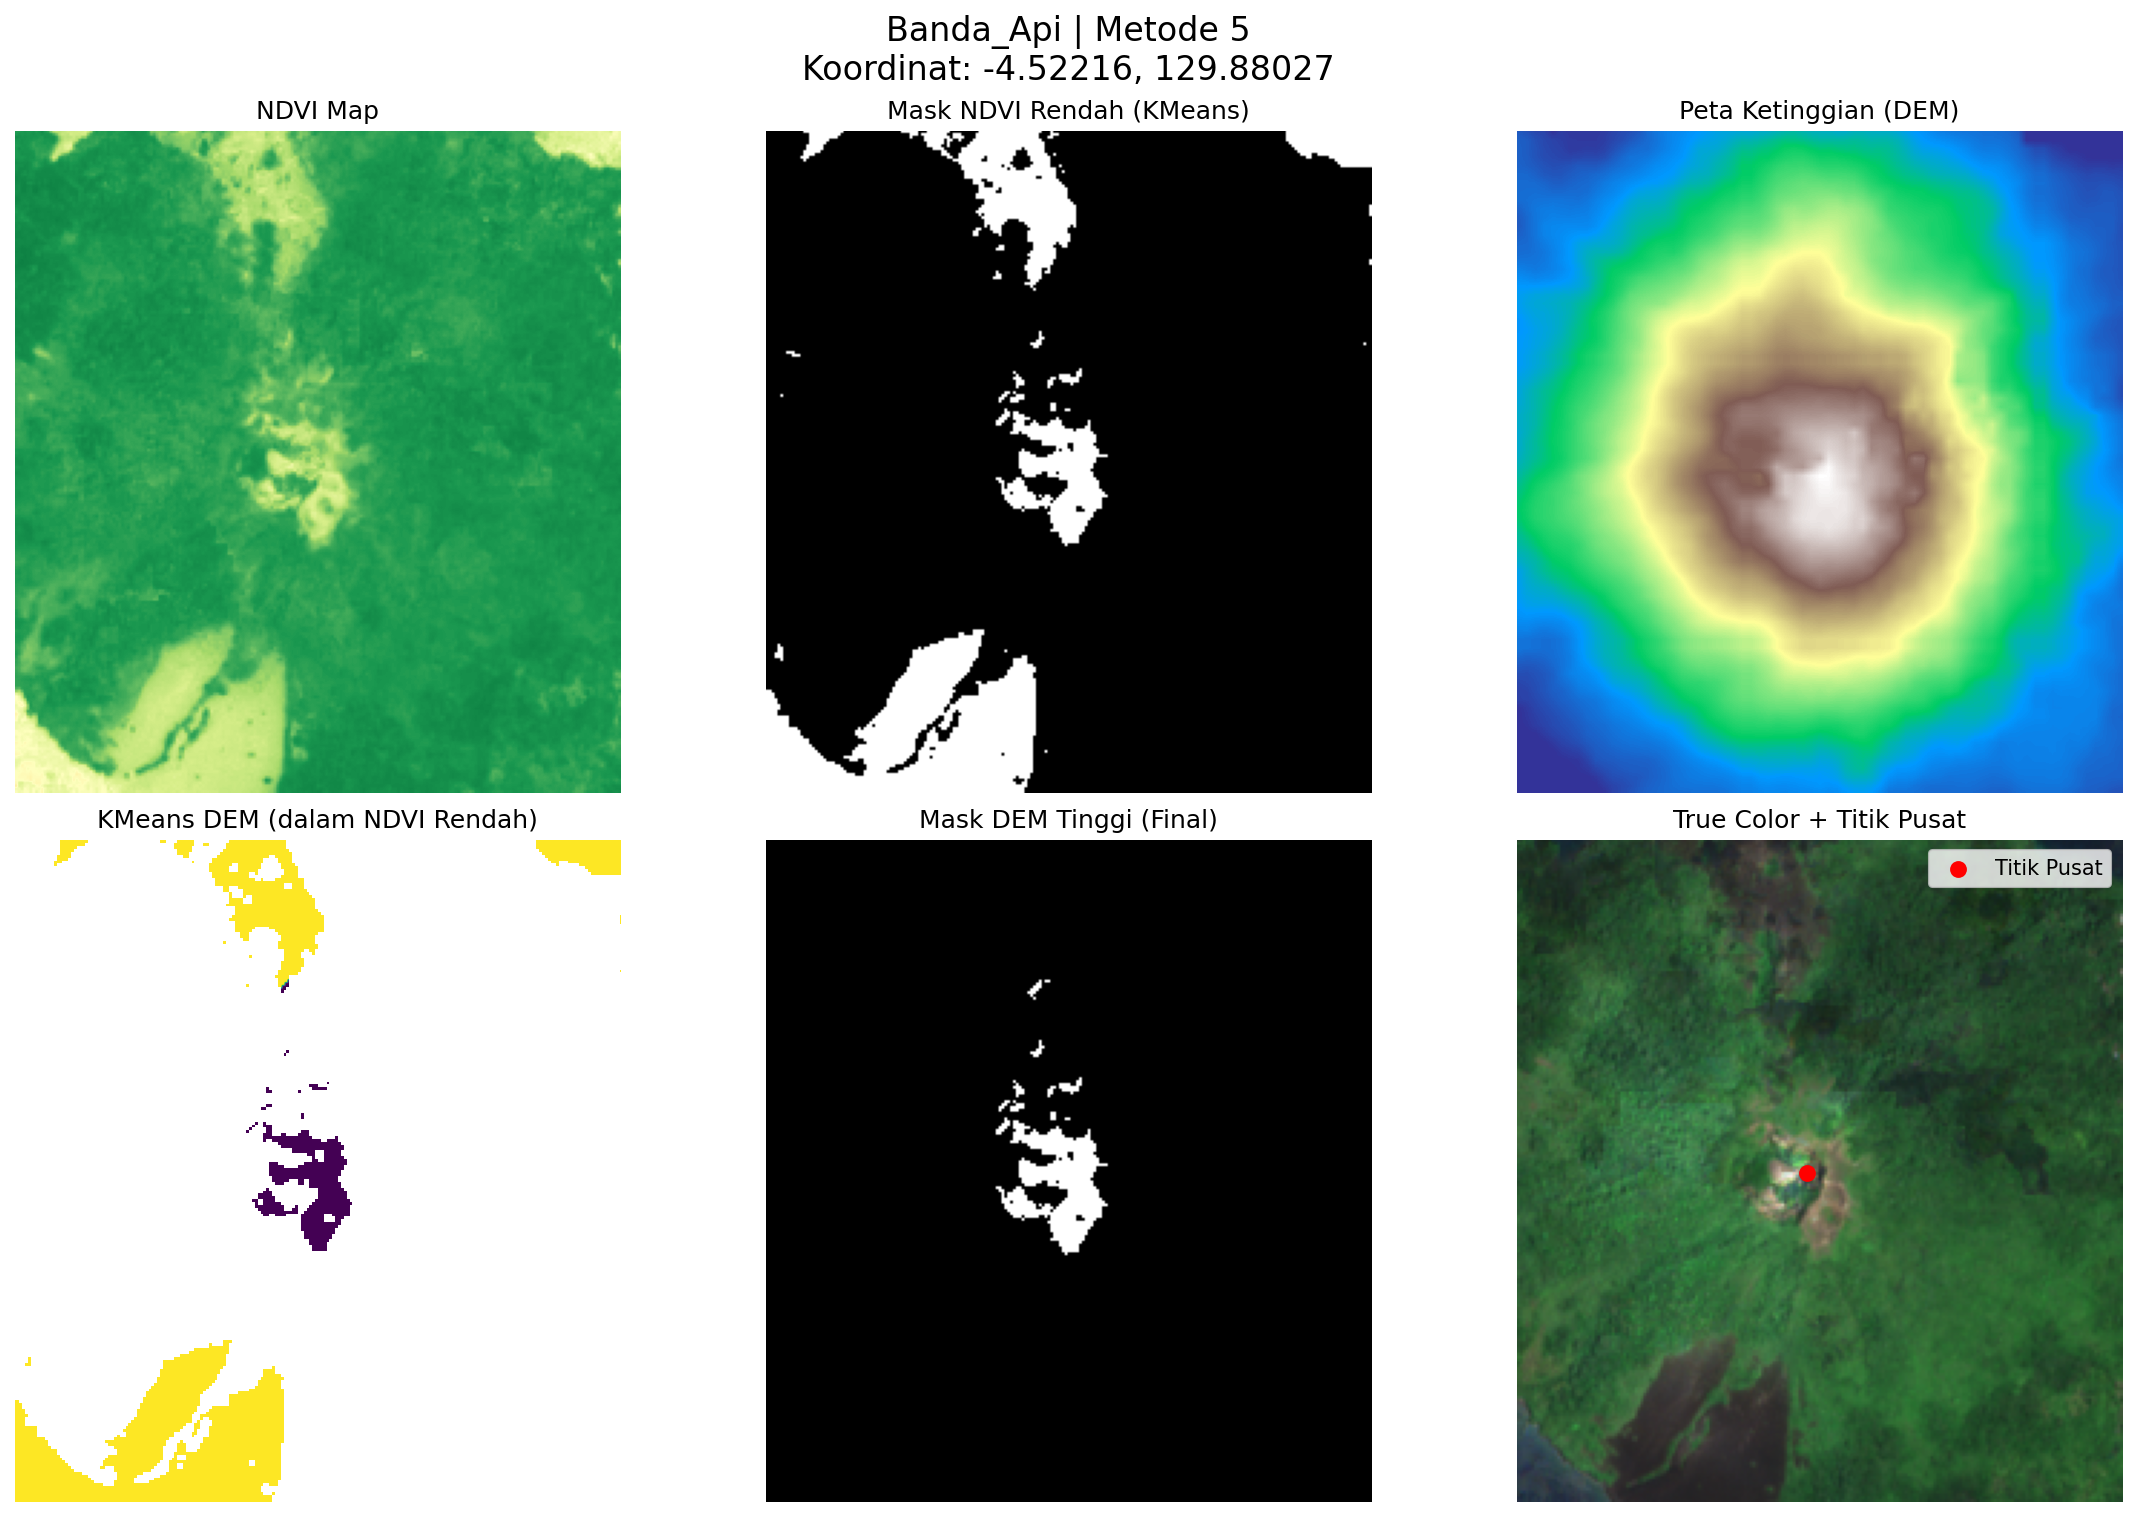 Banda_Api | Metode 5
Koordinat: -4.52216, 129.88027
NDVI Map
Mask NDVI Rendah (KMeans)
Peta Ketinggian (DEM)
KMeans DEM (dalam NDVI Rendah)
Mask DEM Tinggi (Final)
True Color + Titik Pusat
Titik Pusat